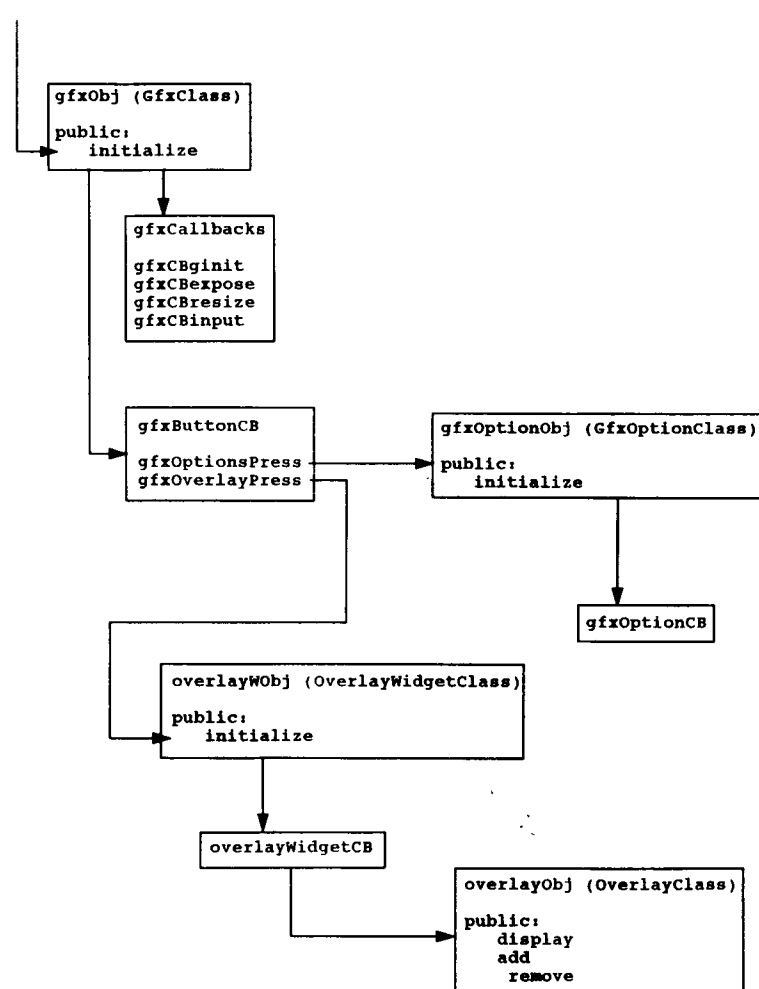 gfxObj (GfxClass)
public:
initialize
gfxCallbacks
gfxCBginit
gfxCBexpose
gfxCBresize
gfxCBinput
gfxButtonCB
gfxOptionsPress
gfxOverlayPress
gfxOptionObj (GfxOptionClass)
public:
initialize
gfxOptionCB
overlayWObj (OverlayWidgetClass)
public:
initialize
overlayWidgetCB
overlayObj (OverlayClass)
public:
display
add
remove